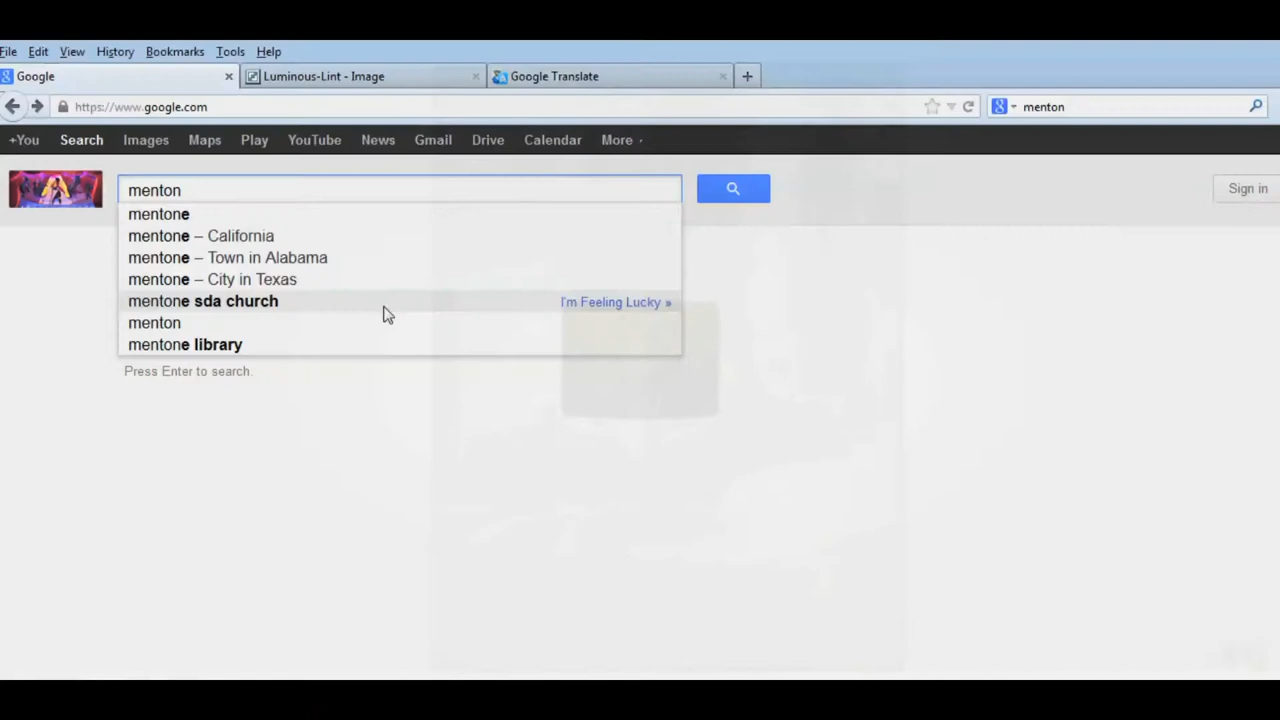 File Edit View History Bookmarks Tools Help
Google Luminous-Lint - Image Google Translate
https://www.google.com menton
+You Search Images Maps Play YouTube News Gmail Drive Calendar More
menton Sign in
mentone
mentone – California
mentone – Town in Alabama
mentone – City in Texas
mentone sda church I'm Feeling Lucky »
menton
mentone library
Press Enter to search.